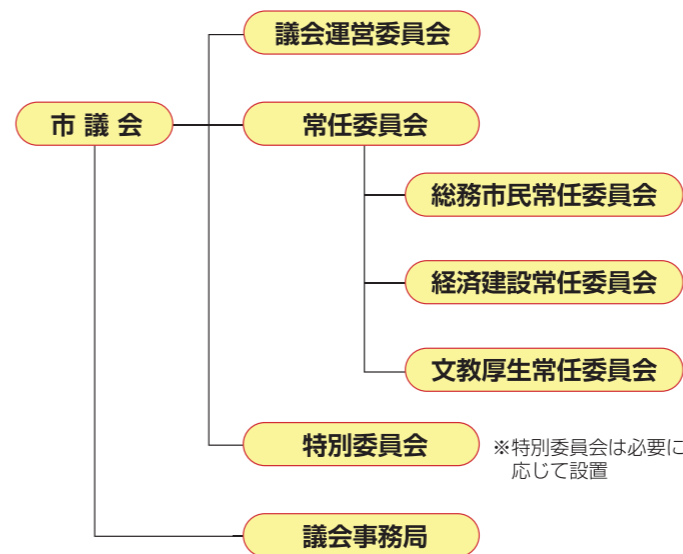 議会運営委員会
市議会
常任委員会
総務市民常任委員会
経済建設常任委員会
文教厚生常任委員会
特別委員会
※特別委員会は必要に
応じて設置
議会事務局